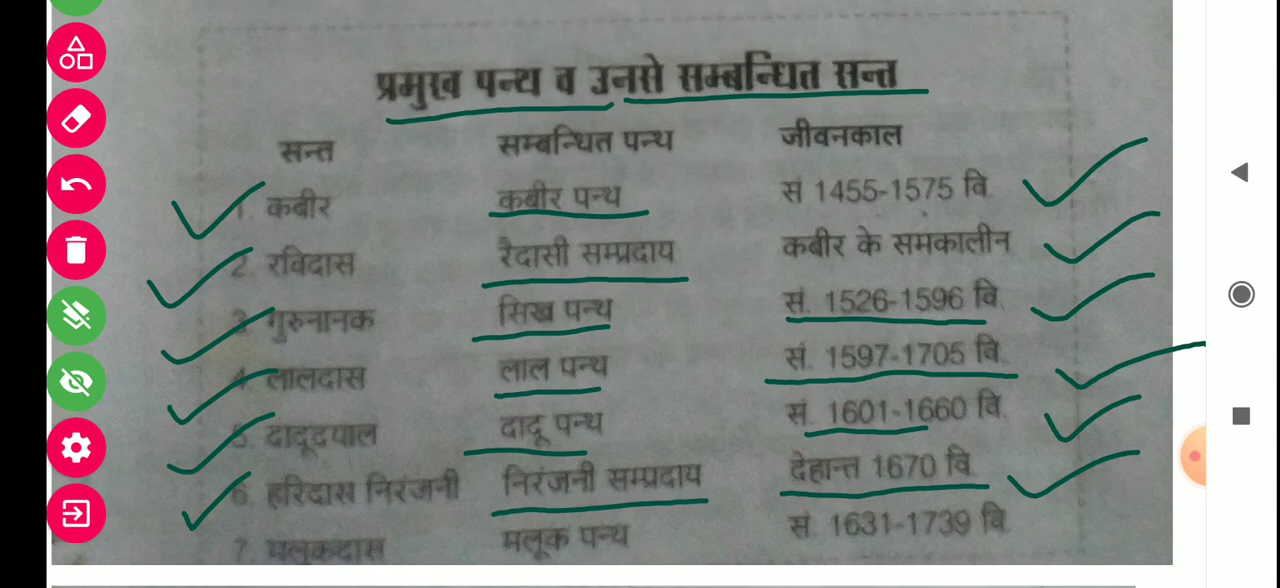 प्रमुख पन्थ व उनसे सम्बन्धित सन्त
सन्त सम्बन्धित पन्थ जीवनकाल
1. कबीर कबीर पन्थ सं 1455-1575 वि
2. रविदास रैदासी सम्प्रदाय कबीर के समकालीन
3. गुरुनानक सिख पन्थ सं. 1526-1596 वि.
4. लालदास लाल पन्थ सं. 1597-1705 वि.
5. दादूदयाल दादू पन्थ सं. 1601-1660 वि.
6. हरिदास निरंजनी निरंजनी सम्प्रदाय देहान्त 1670 वि.
7. मलूकदास मलूक पन्थ सं. 1631-1739 वि